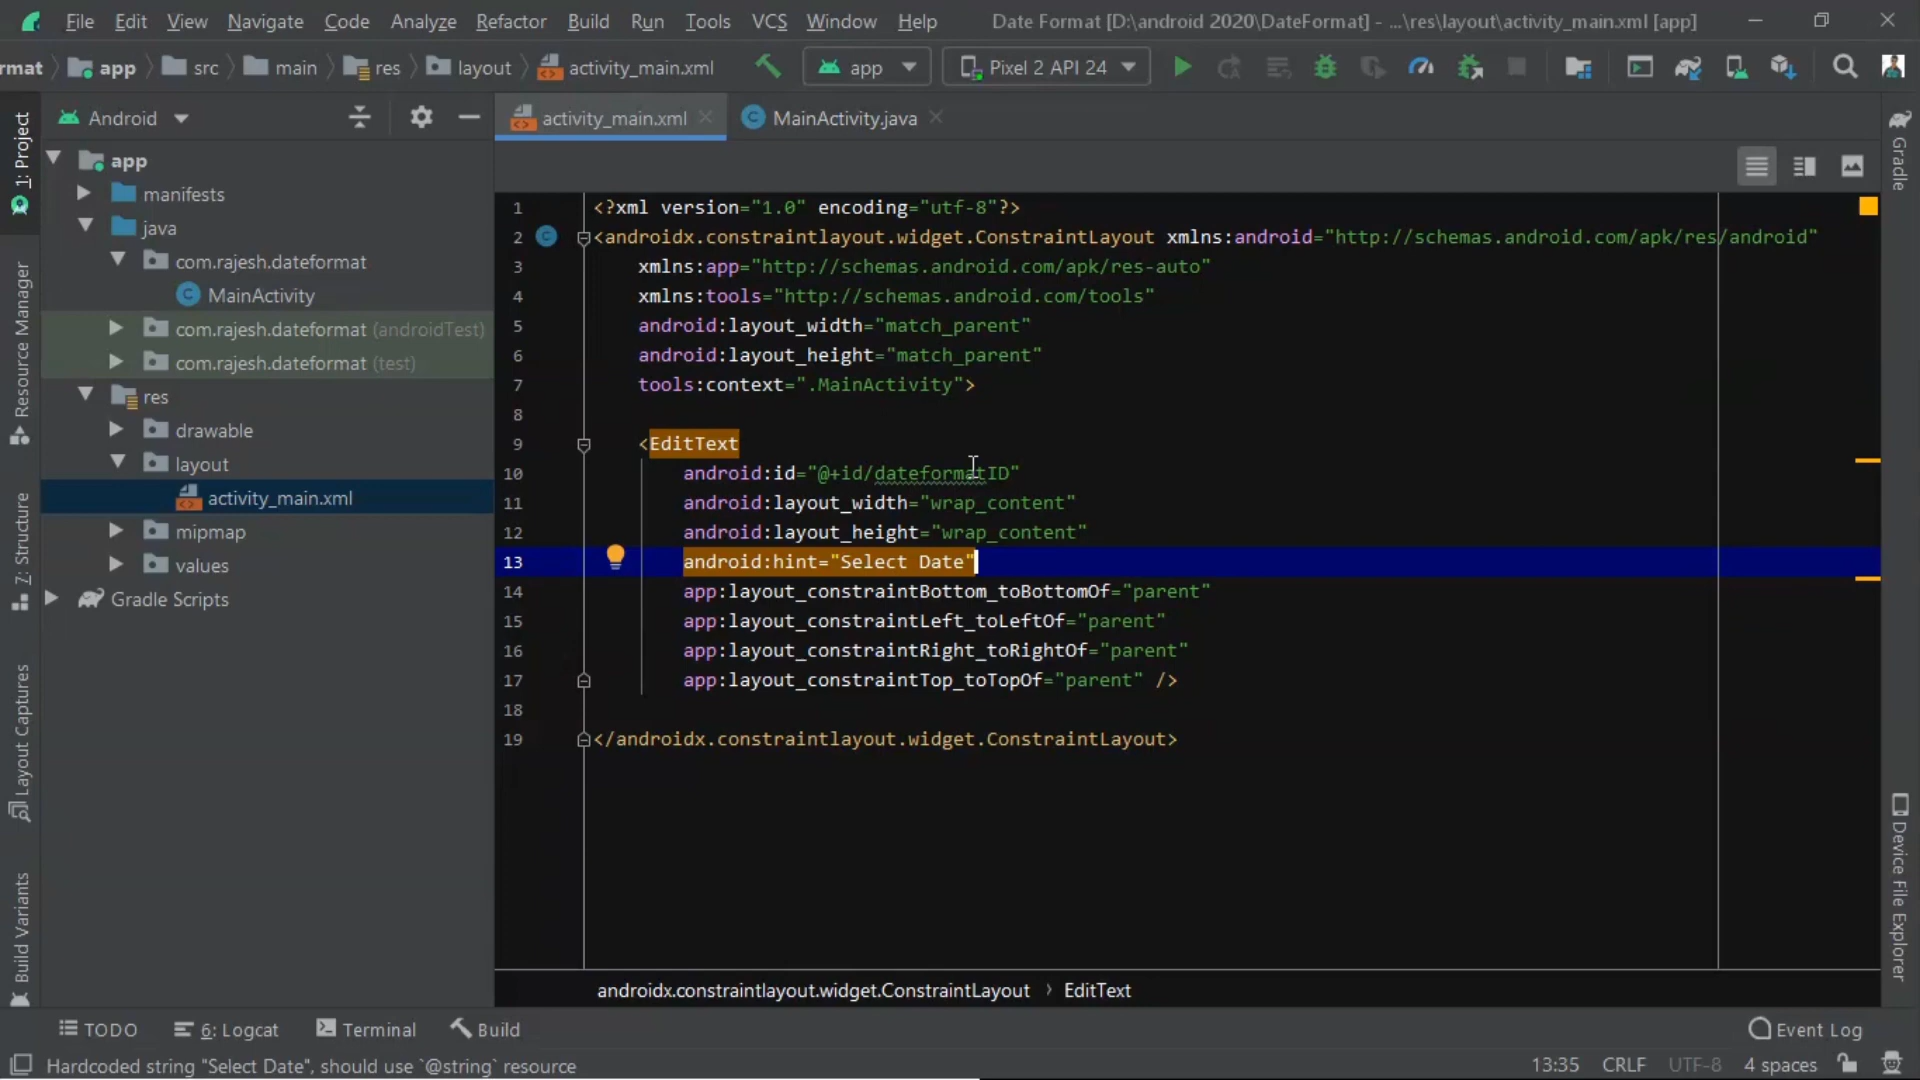 File Edit View Navigate Code Analyze Refactor Build Run Tools VCS Window Help Date Format [D:\android 2020\DateFormat] - ...\res\layout\activity_main.xml [app]
rmat app src main res layout activity_main.xml app Pixel 2 API 24
Android
activity_main.xml MainActivity.java
app
manifests
java
com.rajesh.dateformat
MainActivity
com.rajesh.dateformat (androidTest)
com.rajesh.dateformat (test)
res
drawable
layout
activity_main.xml
mipmap
values
Gradle Scripts
1: Project
Resource Manager
7: Structure
Layout Captures
Build Variants
1 <?xml version="1.0" encoding="utf-8"?>
2 <androidx.constraintlayout.widget.ConstraintLayout xmlns:android="http://schemas.android.com/apk/res/android"
3 xmlns:app="http://schemas.android.com/apk/res-auto"
4 xmlns:tools="http://schemas.android.com/tools"
5 android:layout_width="match_parent"
6 android:layout_height="match_parent"
7 tools:context=".MainActivity">
8
9 <EditText
10 android:id="@+id/dateformatID"
11 android:layout_width="wrap_content"
12 android:layout_height="wrap_content"
13 android:hint="Select Date"
14 app:layout_constraintBottom_toBottomOf="parent"
15 app:layout_constraintLeft_toLeftOf="parent"
16 app:layout_constraintRight_toRightOf="parent"
17 app:layout_constraintTop_toTopOf="parent" />
18
19 </androidx.constraintlayout.widget.ConstraintLayout>
Gradle
Device File Explorer
androidx.constraintlayout.widget.ConstraintLayout › EditText
TODO 6: Logcat Terminal Build Event Log
Hardcoded string "Select Date", should use `@string` resource 13:35 CRLF UTF-8 4 spaces